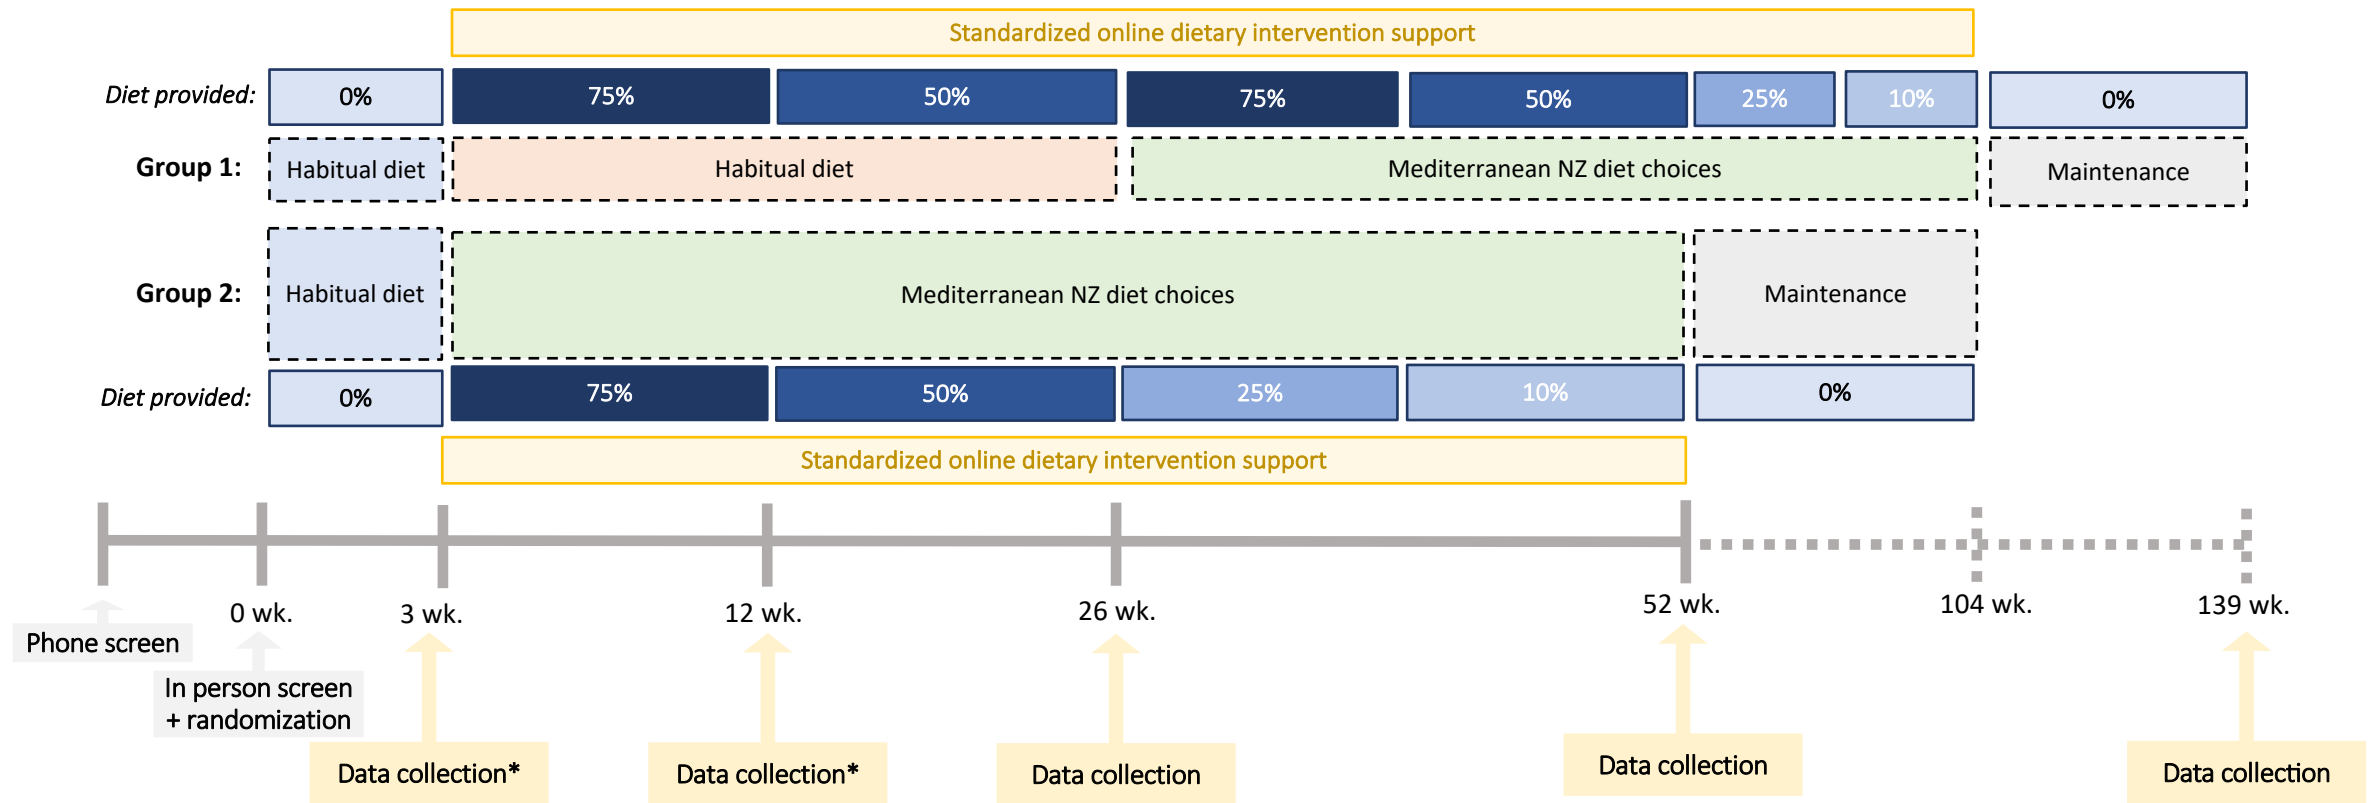 Standardized online dietary intervention support
Diet provided: 0% 75% 50% 75% 50% 25% 10% 0%
Group 1: Habitual diet Habitual diet Mediterranean NZ diet choices Maintenance
Group 2: Habitual diet Mediterranean NZ diet choices Maintenance
Diet provided: 0% 75% 50% 25% 10% 0%
Standardized online dietary intervention support
0 wk. 3 wk. 12 wk. 26 wk. 52 wk. 104 wk. 139 wk.
Phone screen
In person screen
+ randomization
Data collection* Data collection* Data collection Data collection Data collection